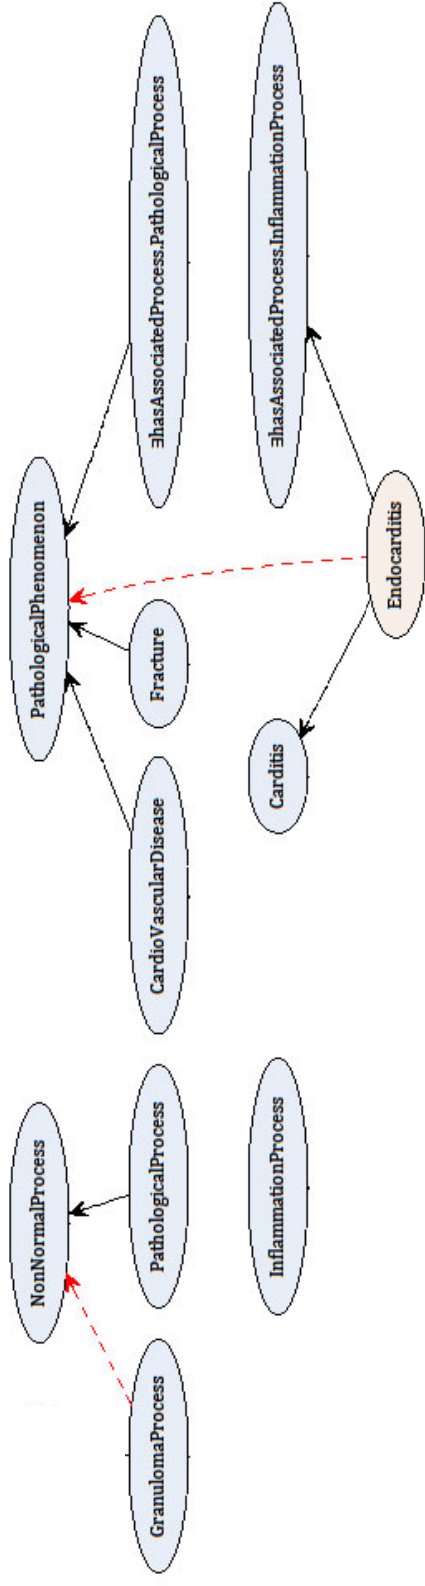 GranulomaProcess
NonNormalProcess
PathologicalProcess
InflammationProcess
CardioVascularDisease
PathologicalPhenomenon
Fracture
Carditis
Endocarditis
∃hasAssociatedProcess.PathologicalProcess
∃hasAssociatedProcess.InflammationProcess